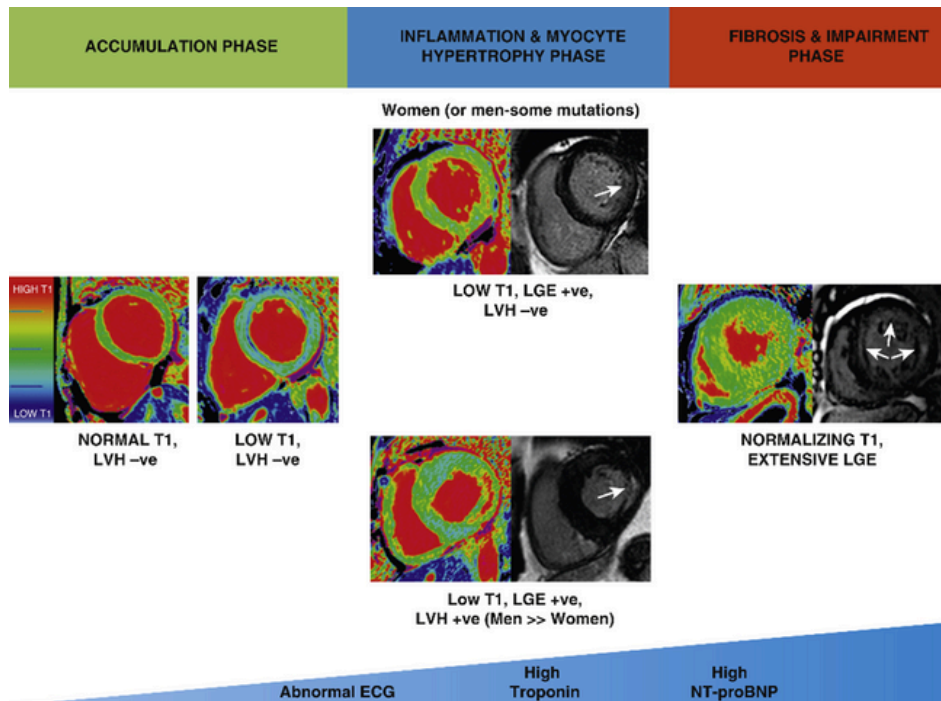 ACCUMULATION PHASE
INFLAMMATION & MYOCYTE
HYPERTROPHY PHASE
FIBROSIS & IMPAIRMENT
PHASE
Women (or men-some mutations)
LOW T1, LGE +ve,
LVH –ve
HIGH T1
LOW T1
NORMAL T1,
LVH –ve
LOW T1,
LVH –ve
NORMALIZING T1,
EXTENSIVE LGE
Low T1, LGE +ve,
LVH +ve (Men >> Women)
Abnormal ECG
High
Troponin
High
NT-proBNP